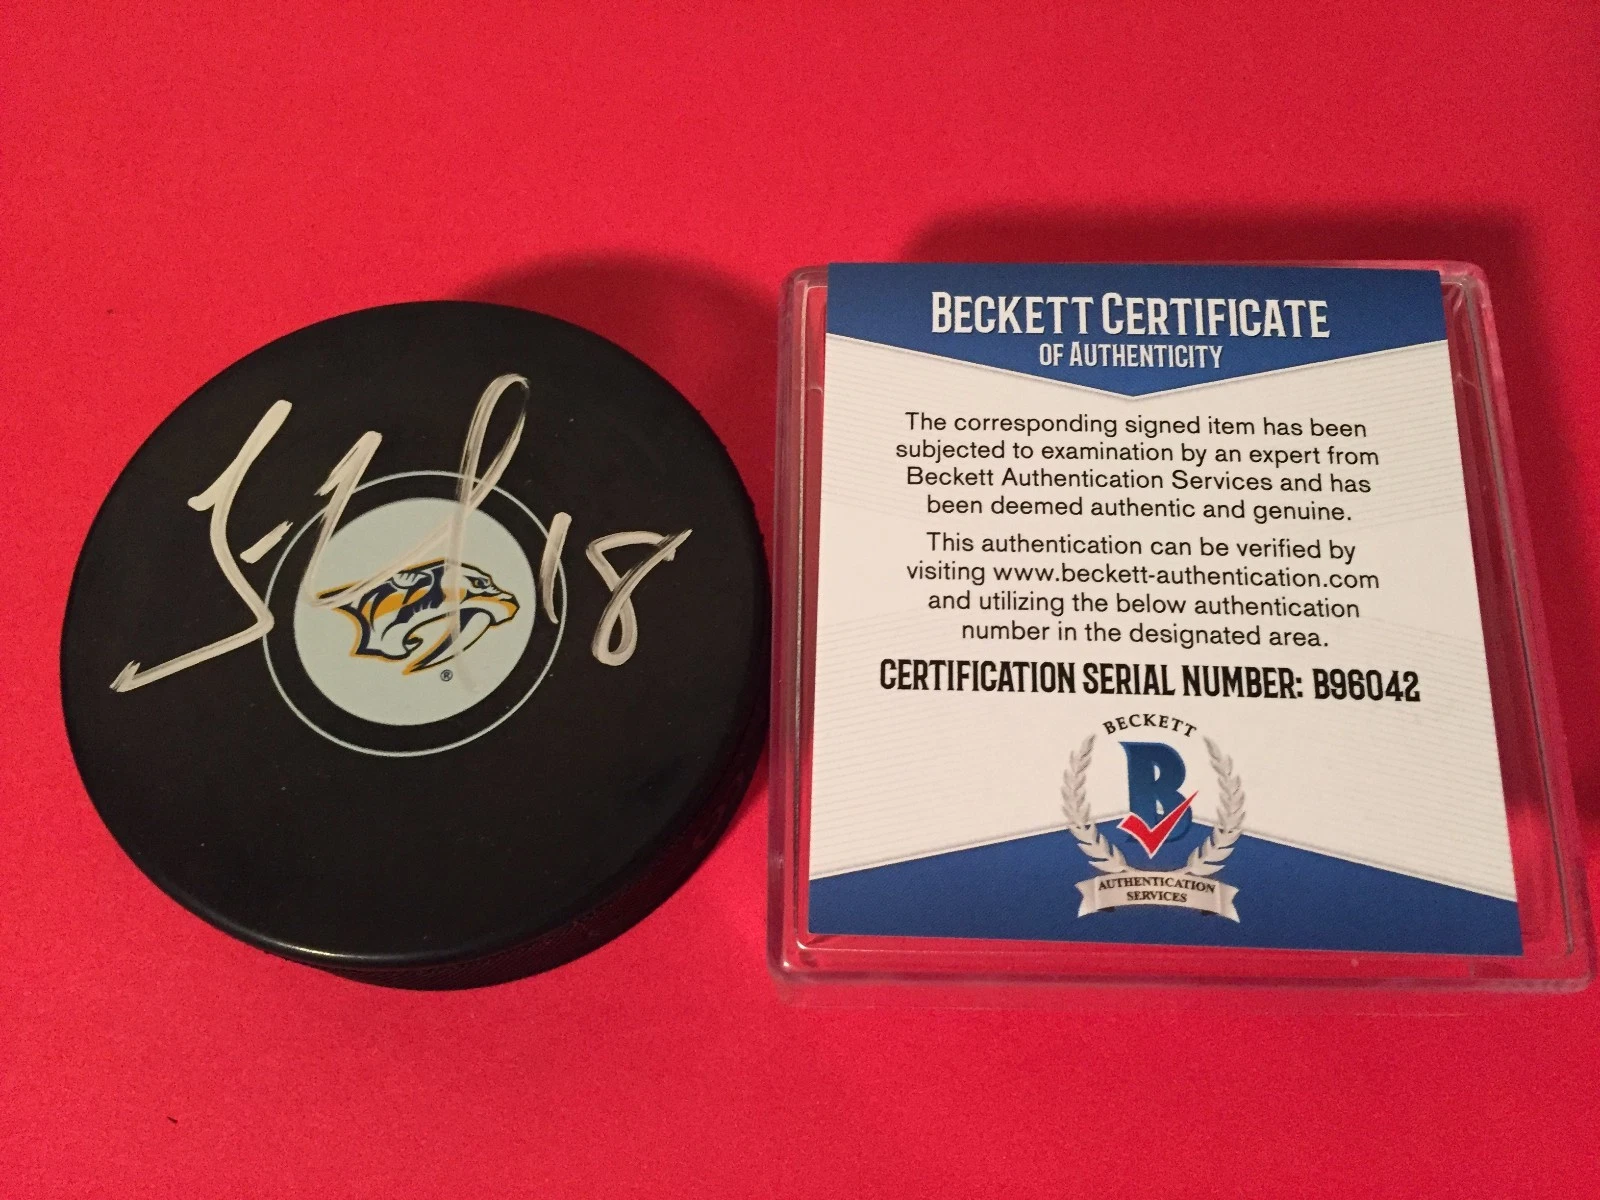 18
®
BECKETT CERTIFICATE
OF AUTHENTICITY
The corresponding signed item has been
subjected to examination by an expert from
Beckett Authentication Services and has
been deemed authentic and genuine.
This authentication can be verified by
visiting www.beckett-authentication.com
and utilizing the below authentication
number in the designated area.
CERTIFICATION SERIAL NUMBER: B96042
BECKETT
B
AUTHENTICATION
SERVICES